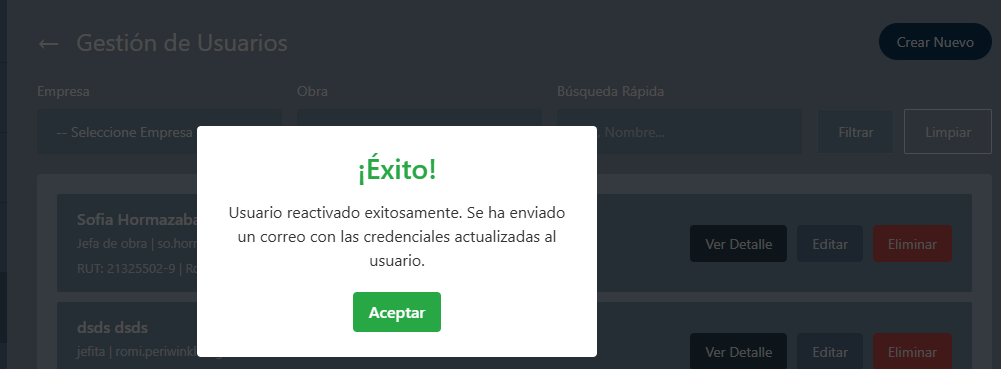 ← Gestión de Usuarios
Crear Nuevo
Empresa
Obra
Búsqueda Rápida
-- Seleccione Empresa
Nombre...
Filtrar
Limpiar
¡Éxito!
Usuario reactivado exitosamente. Se ha enviado
un correo con las credenciales actualizadas al
usuario.
Aceptar
Sofia Hormazaba
Jefa de obra | so.horn
RUT: 21325502-9 | Ro
Ver Detalle
Editar
Eliminar
dsds dsds
jefita | romi.periwinkl
Ver Detalle
Editar
Eliminar